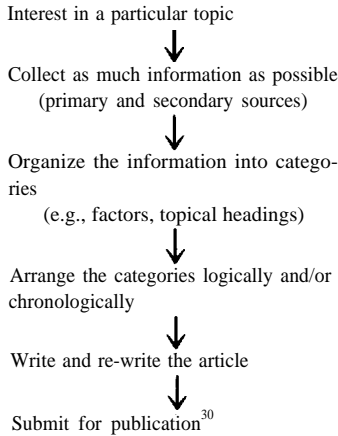 Interest in a particular topic
Collect as much information as possible
(primary and secondary sources)
Organize the information into catego-
ries
(e.g., factors, topical headings)
Arrange the categories logically and/or
chronologically
Write and re-write the article
Submit for publication30